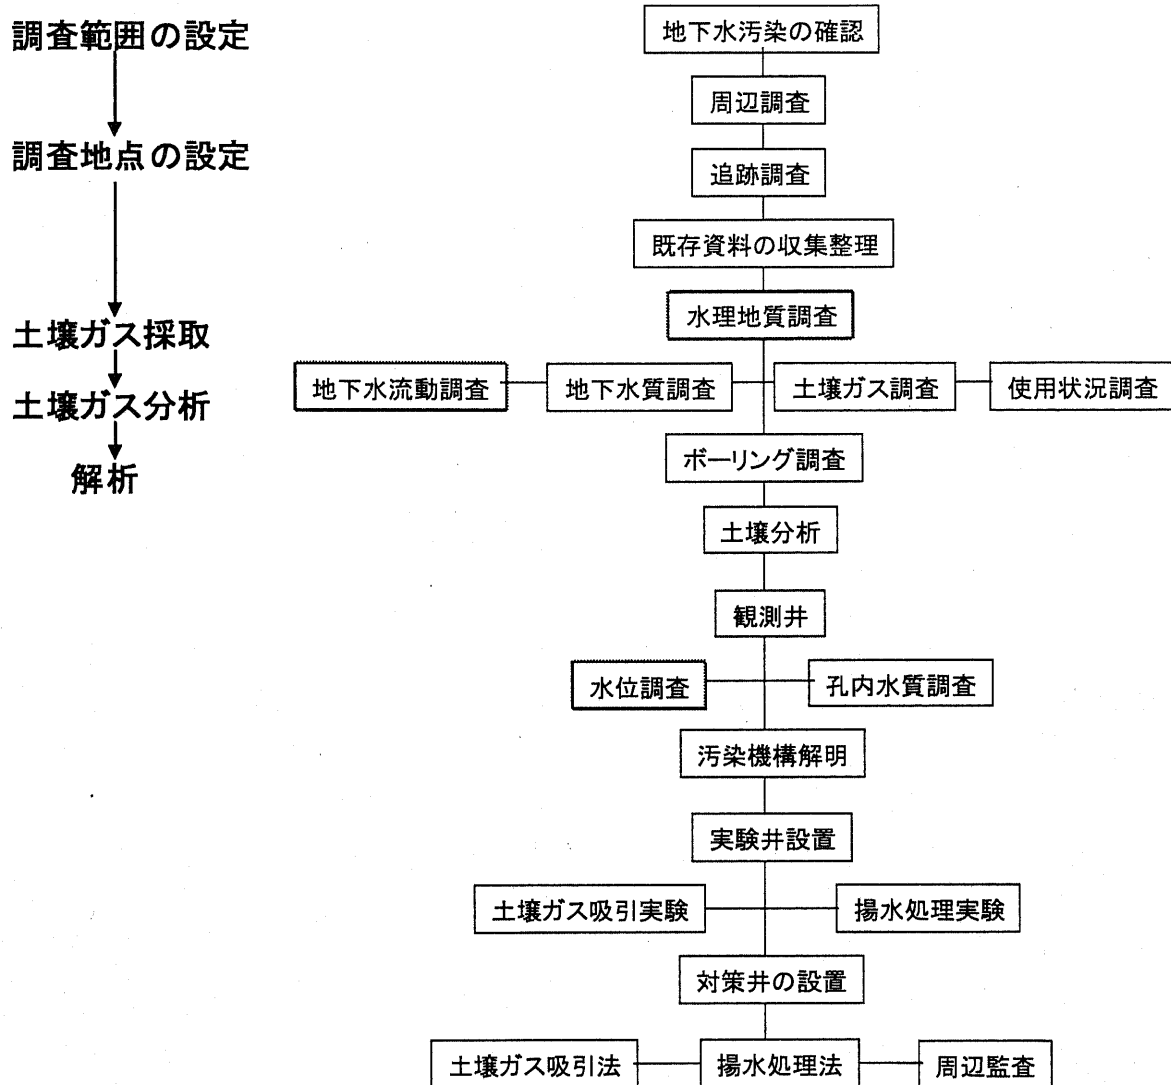 調査範囲の設定
調査地点の設定
土壌ガス採取
土壌ガス分析
解析
地下水汚染の確認
周辺調査
追跡調査
既存資料の収集整理
水理地質調査
地下水流動調査
地下水質調査
土壌ガス調査
使用状況調査
ボーリング調査
土壌分析
観測井
水位調査
孔内水質調査
汚染機構解明
実験井設置
土壌ガス吸引実験
揚水処理実験
対策井の設置
土壌ガス吸引法
揚水処理法
周辺監査